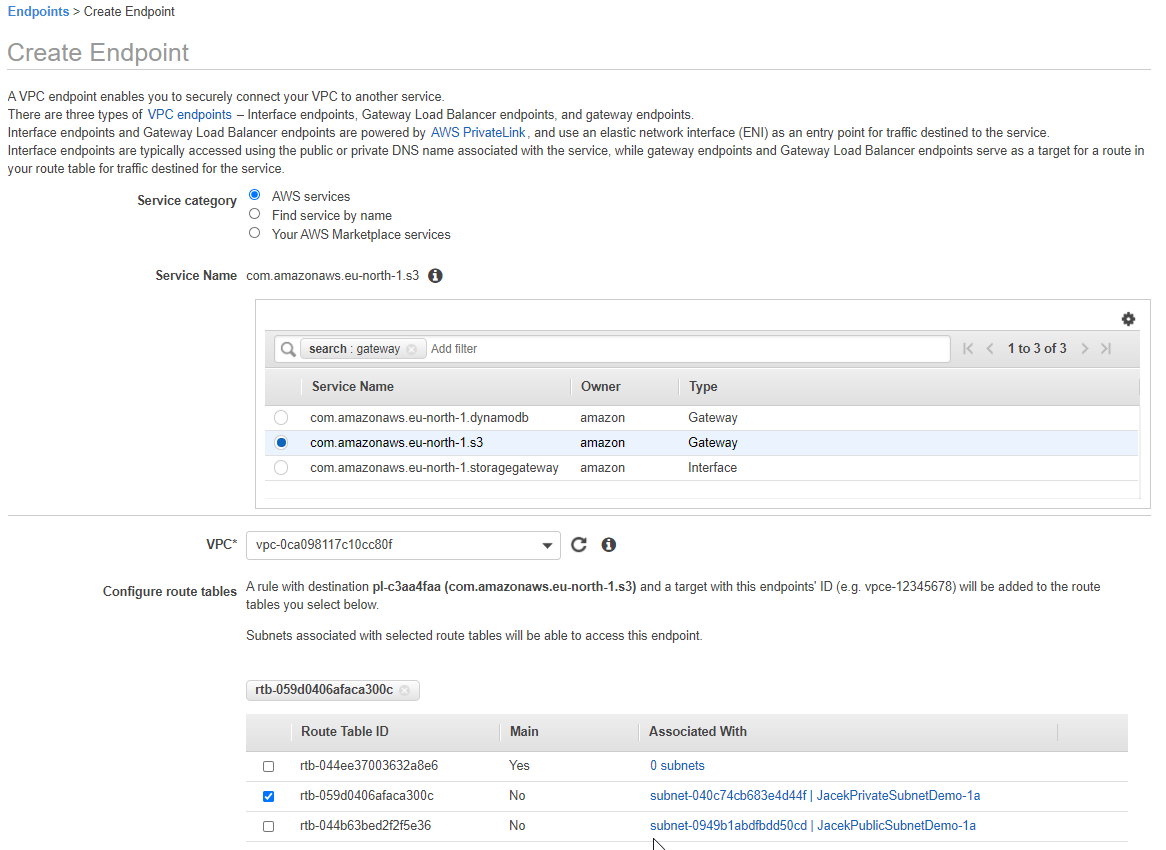 Endpoints > Create Endpoint
Create Endpoint
A VPC endpoint enables you to securely connect your VPC to another service.
There are three types of VPC endpoints – Interface endpoints, Gateway Load Balancer endpoints, and gateway endpoints.
Interface endpoints and Gateway Load Balancer endpoints are powered by AWS PrivateLink, and use an elastic network interface (ENI) as an entry point for traffic destined to the service.
Interface endpoints are typically accessed using the public or private DNS name associated with the service, while gateway endpoints and Gateway Load Balancer endpoints serve as a target for a route in
your route table for traffic destined for the service.
Service category AWS services
Find service by name
Your AWS Marketplace services
Service Name com.amazonaws.eu-north-1.s3
search : gateway Add filter 1 to 3 of 3
Service Name Owner Type
com.amazonaws.eu-north-1.dynamodb amazon Gateway
com.amazonaws.eu-north-1.s3 amazon Gateway
com.amazonaws.eu-north-1.storagegateway amazon Interface
VPC* vpc-0ca098117c10cc80f
Configure route tables A rule with destination pl-c3aa4faa (com.amazonaws.eu-north-1.s3) and a target with this endpoints' ID (e.g. vpce-12345678) will be added to the route
tables you select below.
Subnets associated with selected route tables will be able to access this endpoint.
rtb-059d0406afaca300c
Route Table ID Main Associated With
rtb-044ee37003632a8e6 Yes 0 subnets
rtb-059d0406afaca300c No subnet-040c74cb683e4d44f | JacekPrivateSubnetDemo-1a
rtb-044b63bed2f2f5e36 No subnet-0949b1abdfbdd50cd | JacekPublicSubnetDemo-1a